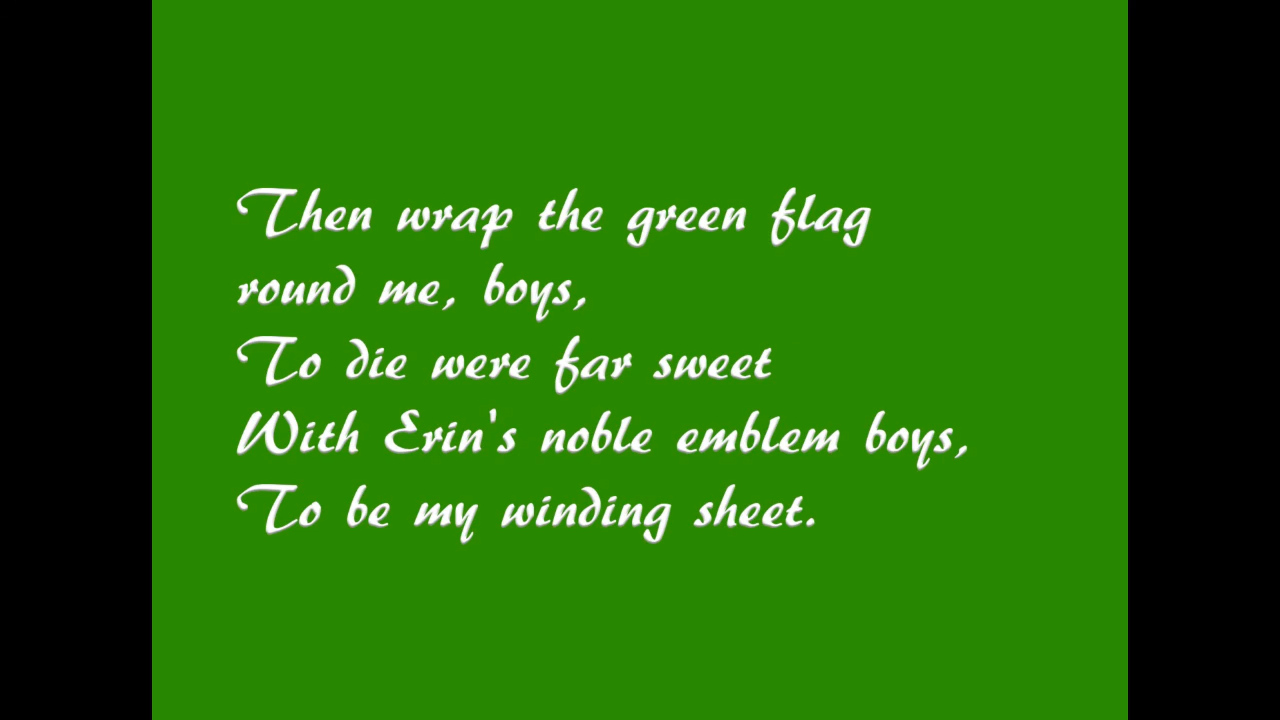 Then wrap the green flag
round me, boys,
To die were far sweet
With Erin's noble emblem boys,
To be my winding sheet.